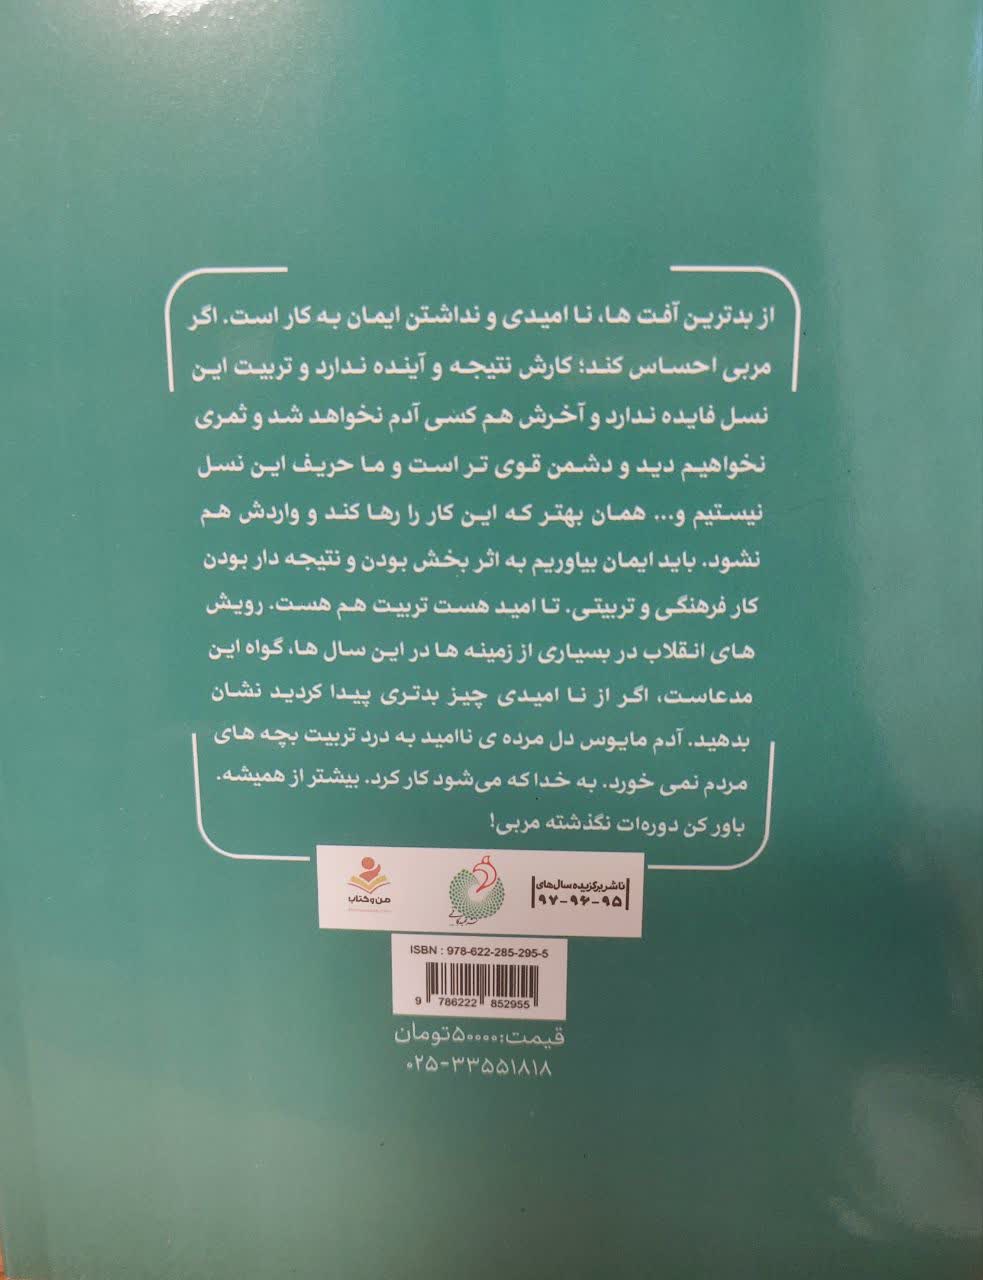 از بدترین آفت ها، نا امیدی و نداشتن ایمان به کار است. اگر
مربی احساس کند؛ کارش نتیجه و آینده ندارد و تربیت این
نسل فایده ندارد و آخرش هم کسی آدم نخواهد شد و ثمری
نخواهیم دید و دشمن قوی تر است و ما حریف این نسل
نیستیم و... همان بهتر که این کار را رها کند و واردش هم
نشود. باید ایمان بیاوریم به اثر بخش بودن و نتیجه دار بودن
کار فرهنگی و تربیتی. تا امید هست تربیت هم هست. رویش
های انقلاب در بسیاری از زمینه ها در این سال ها، گواه این
مدعاست، اگر از نا امیدی چیز بدتری پیدا کردید نشان
بدهید. آدم مایوس دل مرده ی ناامید به درد تربیت بچه های
مردم نمی خورد. به خدا که می‌شود کار کرد. بیشتر از همیشه.
باور کن دوره‌ات نگذشته مربی!
ناشر برگزیده سال‌های
۹۵-۹۶-۹۷
من و کتاب
ISBN : 978-622-285-295-5
9 786222 852955
قیمت: ۵۰۰۰۰ تومان
۰۲۵-۳۳۵۵۱۸۱۸